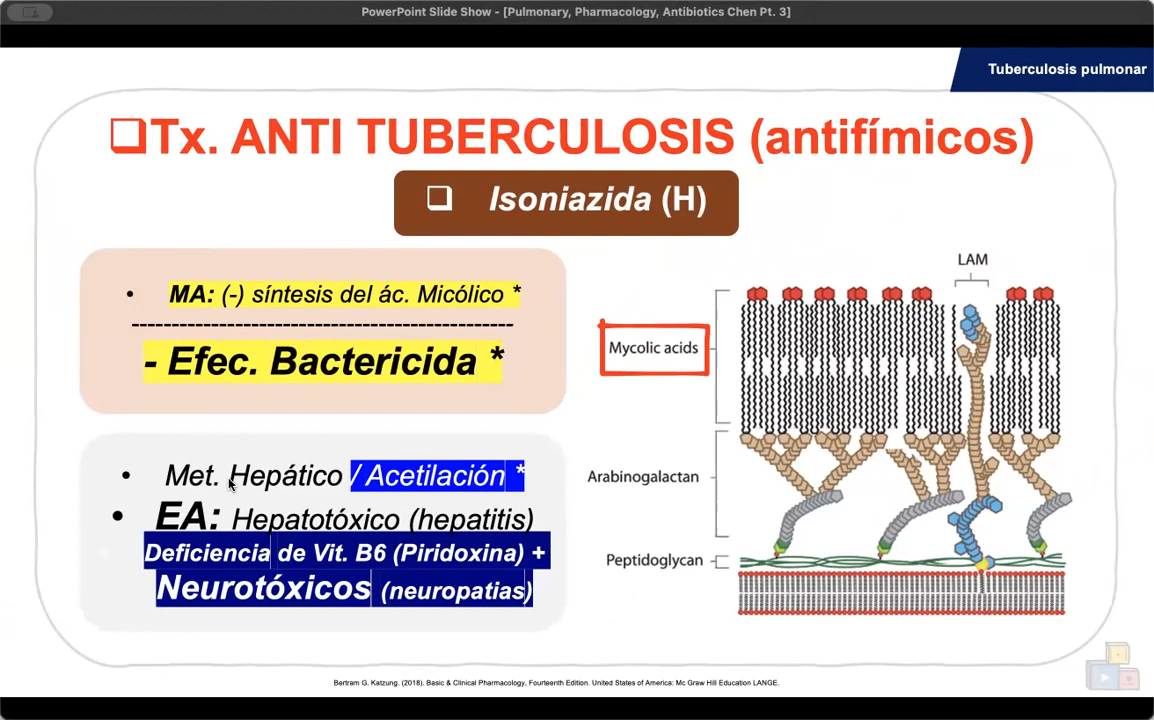 PowerPoint Slide Show - [Pulmonary, Pharmacology, Antibiotics Chen Pt. 3]
Tuberculosis pulmonar
❑Tx. ANTI TUBERCULOSIS (antifímicos)
❑ Isoniazida (H)
• MA: (-) síntesis del ác. Micólico *
--------------------------------------------------
- Efec. Bactericida *
• Met. Hepático / Acetilación *
• EA: Hepatotóxico (hepatitis)
Deficiencia de Vit. B6 (Piridoxina) +
Neurotóxicos (neuropatias)
LAM
Mycolic acids
Arabinogalactan
Peptidoglycan
Bertram G. Katzung. (2018). Basic & Clinical Pharmacology, Fourteenth Edition. United States of America: Mc Graw Hill Education LANGE.